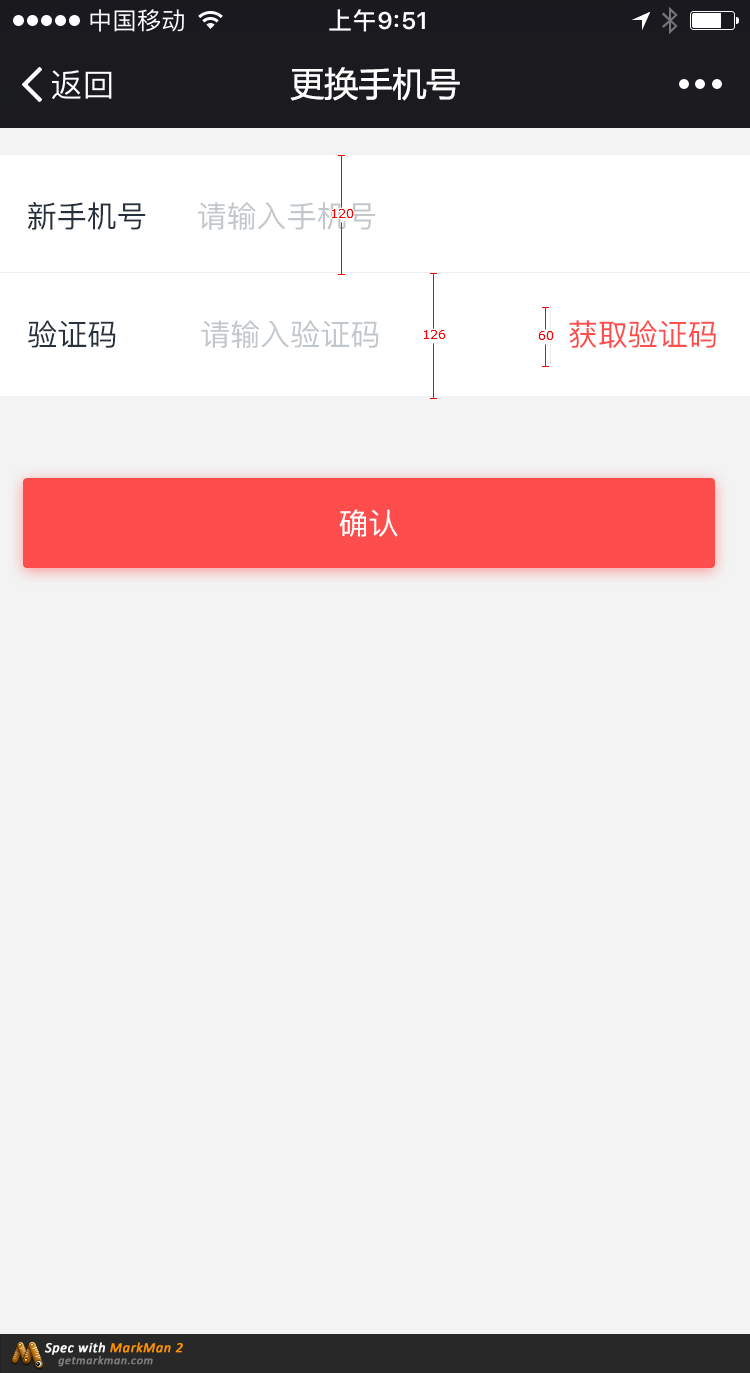 中国移动 上午9:51
返回 更换手机号
新手机号 请输入手机号 120
验证码 请输入验证码 126 60 获取验证码
确认
Spec with MarkMan 2
getmarkman.com